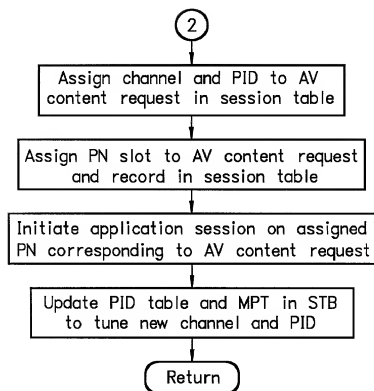 2
Assign channel and PID to AV
content request in session table
Assign PN slot to AV content request
and record in session table
Initiate application session on assigned
PN corresponding to AV content request
Update PID table and MPT in STB
to tune new channel and PID
Return